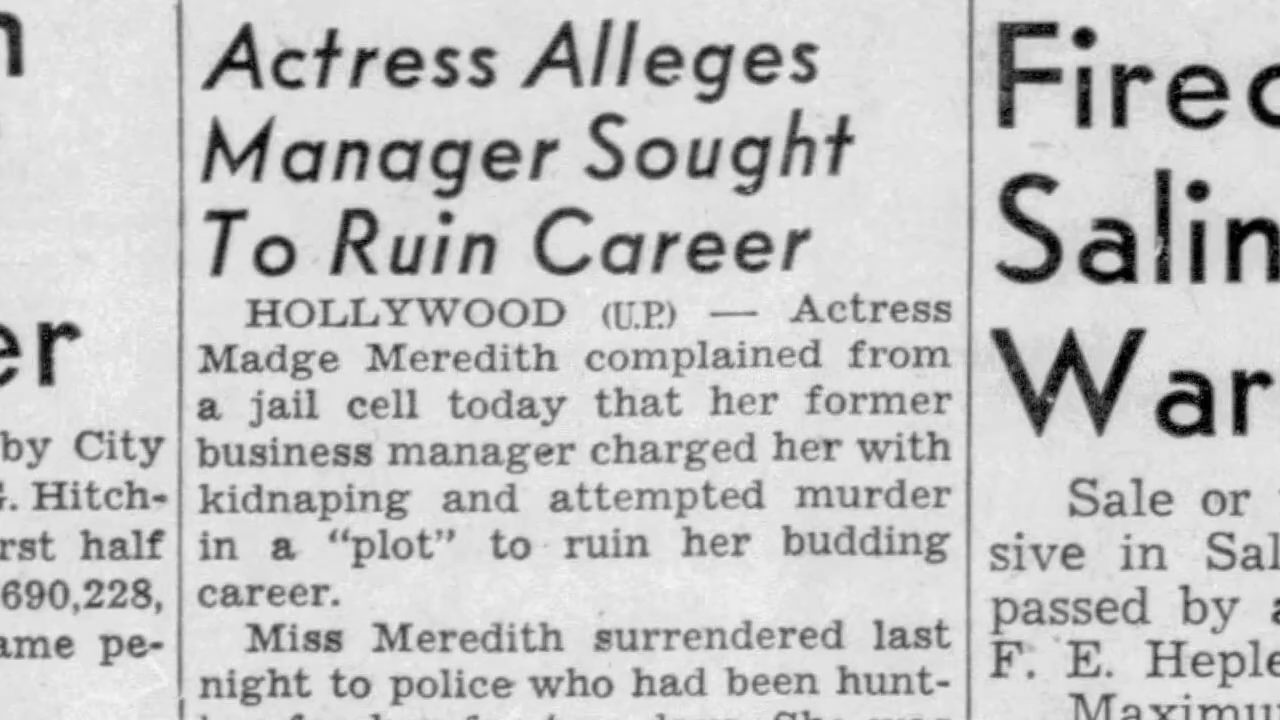 er
by City
G. Hitch-
rst half
690,228,
ame pe-
Actress Alleges
Manager Sought
To Ruin Career
HOLLYWOOD (U.P.) — Actress
Madge Meredith complained from
a jail cell today that her former
business manager charged her with
kidnaping and attempted murder
in a “plot” to ruin her budding
career.
Miss Meredith surrendered last
night to police who had been hunt-
Salin
War
Sale or
sive in Sal
passed by a
F. E. Heple
Maximu